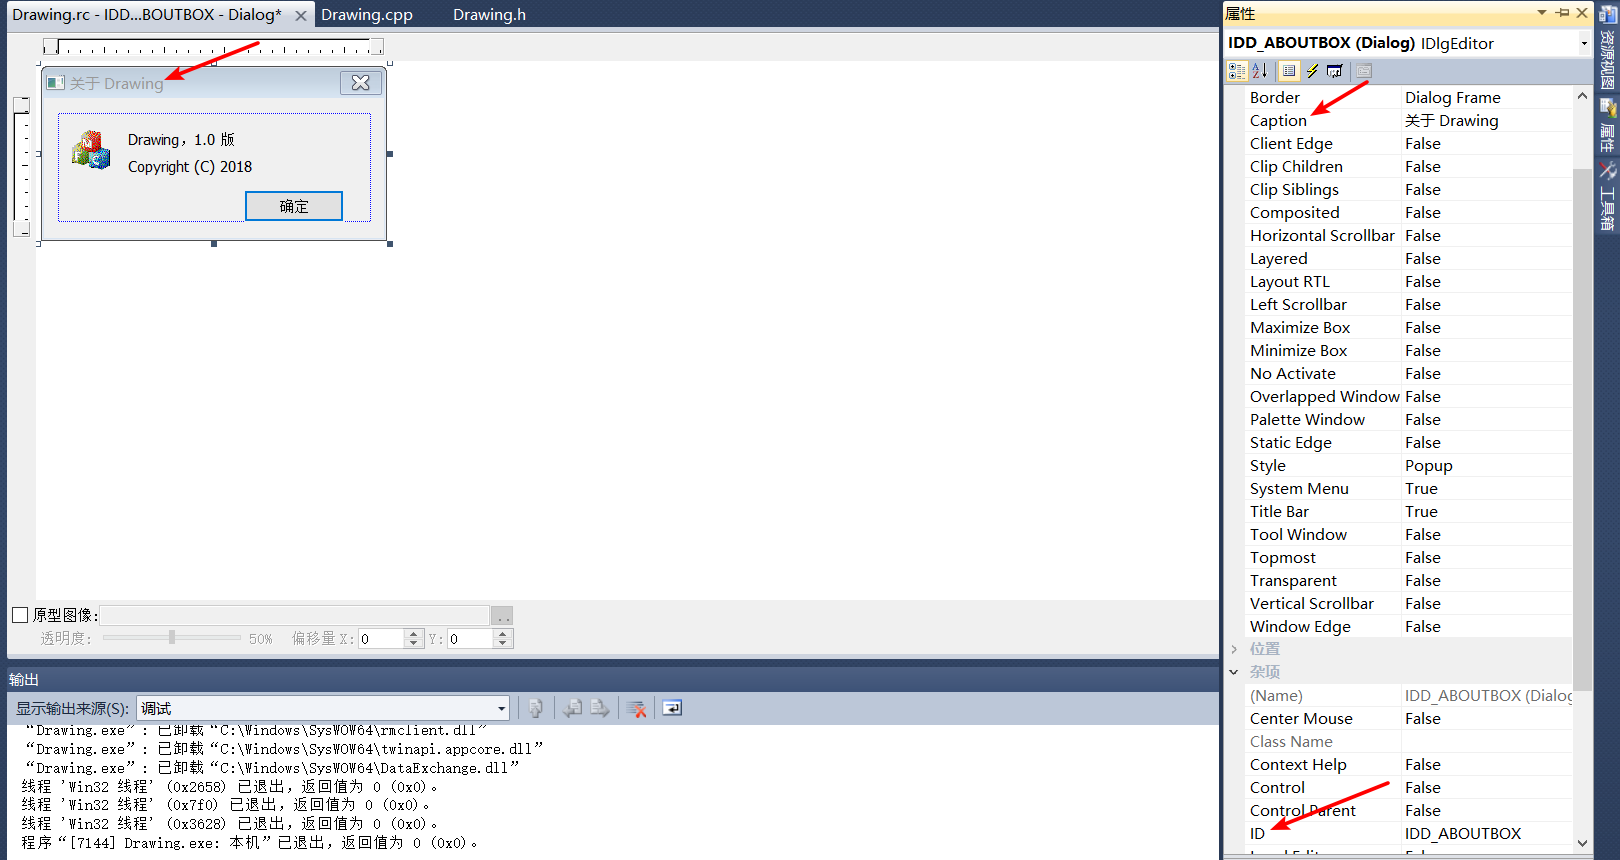 Drawing.rc - IDD...BOUTBOX - Dialog*
Drawing.cpp
Drawing.h
关于 Drawing
Drawing，1.0 版
Copyright (C) 2018
确定
原型图像:
..
透明度:
50%
偏移量 X:
0
Y:
0
输出
显示输出来源(S):
调试
“Drawing.exe”: 已卸载“C:\Windows\SysWOW64\rmclient.dll”
“Drawing.exe”: 已卸载“C:\Windows\SysWOW64\twinapi.appcore.dll”
“Drawing.exe”: 已卸载“C:\Windows\SysWOW64\DataExchange.dll”
线程 'Win32 线程' (0x2658) 已退出，返回值为 0 (0x0)。
线程 'Win32 线程' (0x7f0) 已退出，返回值为 0 (0x0)。
线程 'Win32 线程' (0x3628) 已退出，返回值为 0 (0x0)。
程序“[7144] Drawing.exe: 本机”已退出，返回值为 0 (0x0)。
属性
IDD_ABOUTBOX (Dialog) IDlgEditor
Border Dialog Frame
Caption 关于 Drawing
Client Edge False
Clip Children False
Clip Siblings False
Composited False
Horizontal Scrollbar False
Layered False
Layout RTL False
Left Scrollbar False
Maximize Box False
Minimize Box False
No Activate False
Overlapped Window False
Palette Window False
Static Edge False
Style Popup
System Menu True
Title Bar True
Tool Window False
Topmost False
Transparent False
Vertical Scrollbar False
Window Edge False
位置
杂项
(Name) IDD_ABOUTBOX (Dialog
Center Mouse False
Class Name
Context Help False
Control False
Control Parent False
ID IDD_ABOUTBOX
资源视图
属性
工具箱